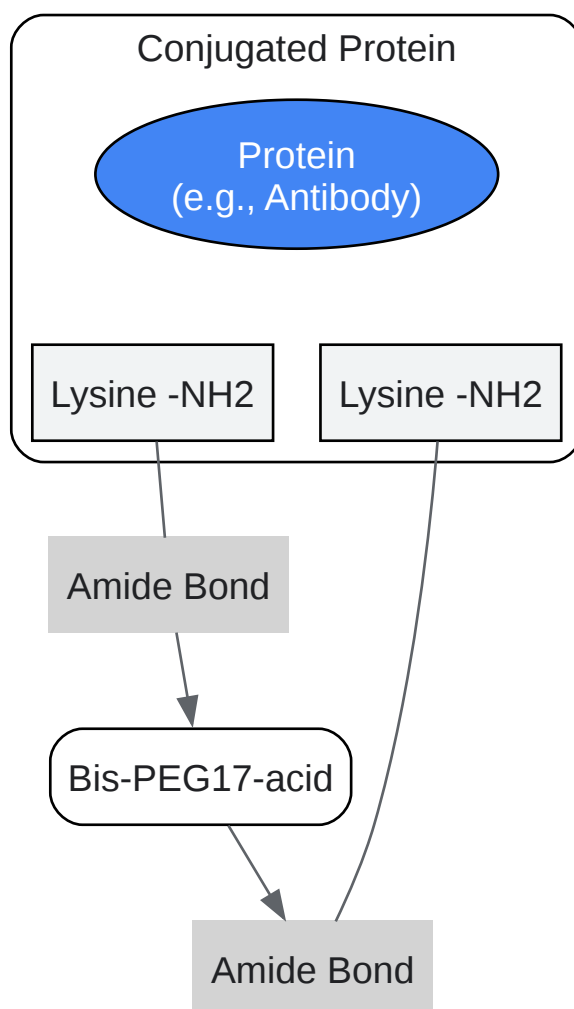 Conjugated Protein
Protein
(e.g., Antibody)
Lysine -NH2
Lysine -NH2
Amide Bond
Bis-PEG17-acid
Amide Bond